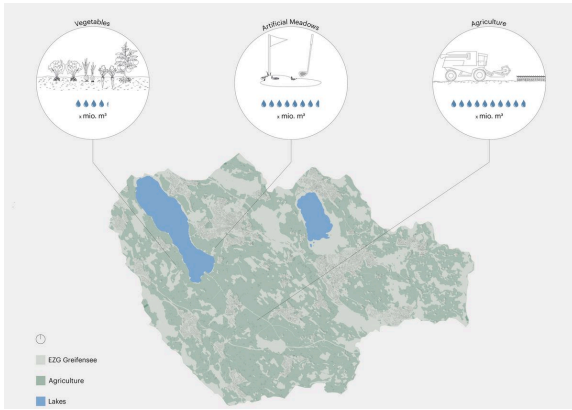 Vegetables
Artificial Meadows
Agriculture
x mio. m³
x mio. m³
x mio. m³
EZG Greifensee
Agriculture
Lakes